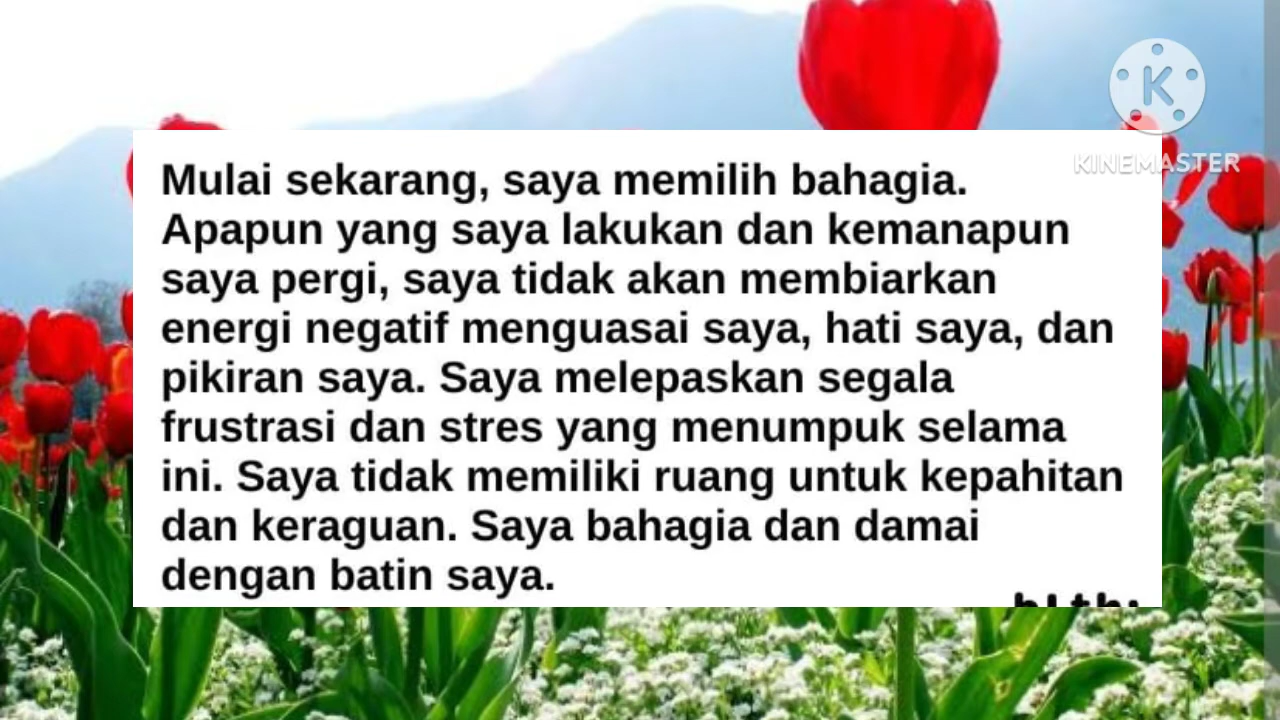 KINEMASTER
Mulai sekarang, saya memilih bahagia.
Apapun yang saya lakukan dan kemanapun
saya pergi, saya tidak akan membiarkan
energi negatif menguasai saya, hati saya, dan
pikiran saya. Saya melepaskan segala
frustrasi dan stres yang menumpuk selama
ini. Saya tidak memiliki ruang untuk kepahitan
dan keraguan. Saya bahagia dan damai
dengan batin saya.